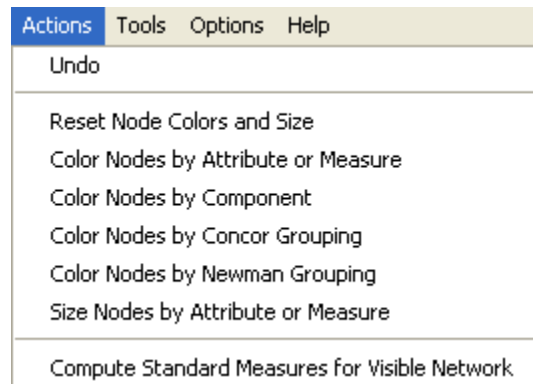 Actions Tools Options Help
Undo
Reset Node Colors and Size
Color Nodes by Attribute or Measure
Color Nodes by Component
Color Nodes by Concor Grouping
Color Nodes by Newman Grouping
Size Nodes by Attribute or Measure
Compute Standard Measures for Visible Network